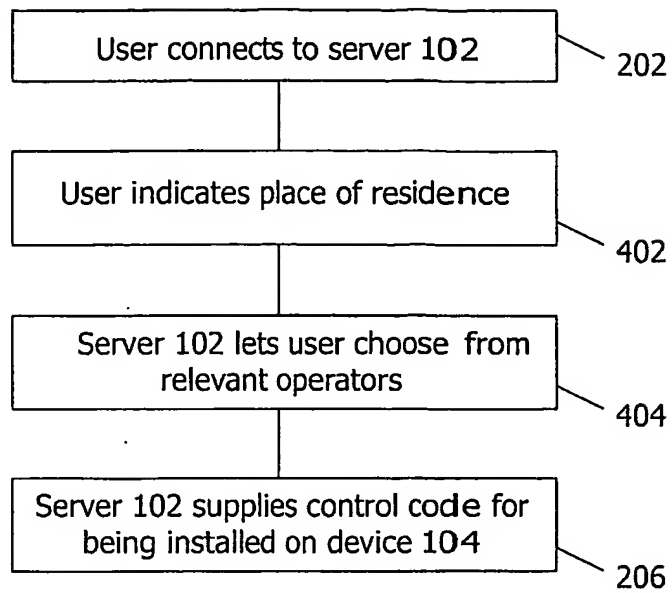 User connects to server 102
202
User indicates place of residence
402
Server 102 lets user choose from
relevant operators
404
Server 102 supplies control code for
being installed on device 104
206